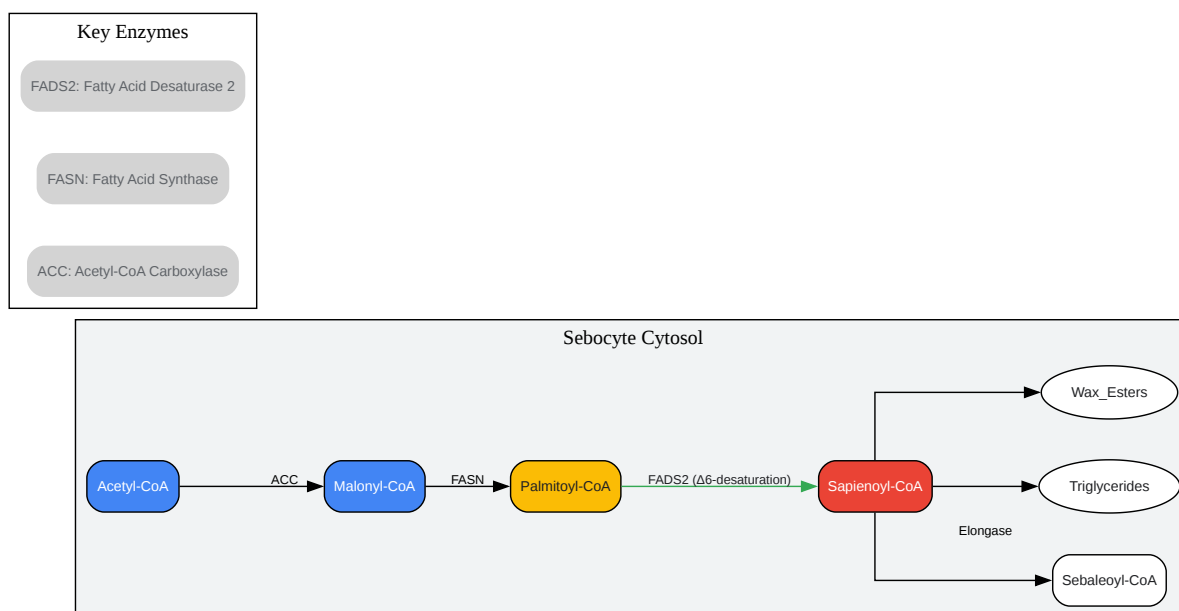 Key Enzymes
FADS2: Fatty Acid Desaturase 2
FASN: Fatty Acid Synthase
ACC: Acetyl-CoA Carboxylase
Sebocyte Cytosol
Wax_Esters
Acetyl-CoA
ACC
Malonyl-CoA
FASN
Palmitoyl-CoA
FADS2 (Δ6-desaturation)
Sapienoyl-CoA
Triglycerides
Elongase
Sebaleoyl-CoA